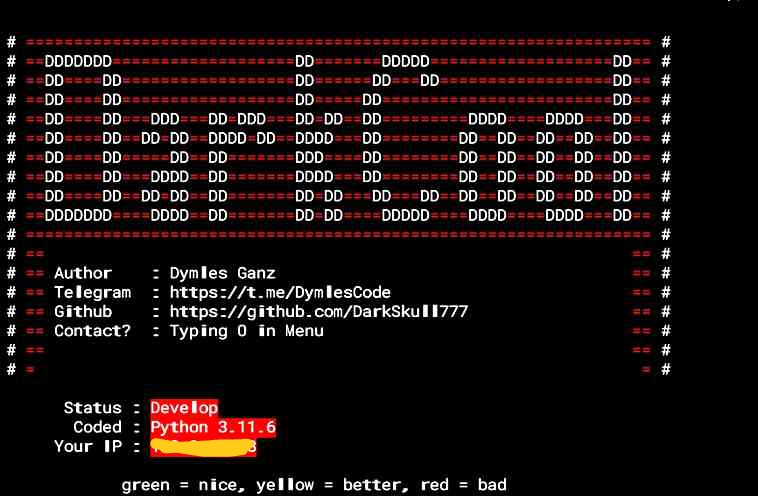 # ================================================================= #
# ==DDDDDDD===================DD=======DDDDD===================DD== #
# ==DD====DD==================DD======DD===DD==================DD== #
# ==DD====DD==================DD=====DD========================DD== #
# ==DD====DD===DDD===DD=DDD===DD=DD==DD=========DDDD====DDDD===DD== #
# ==DD====DD==DD=DD==DDDD=DD==DDDD===DD========DD==DD==DD==DD==DD== #
# ==DD====DD=====DD==DD=======DDD====DD========DD==DD==DD==DD==DD== #
# ==DD====DD===DDDD==DD=======DDDD===DD========DD==DD==DD==DD==DD== #
# ==DD====DD==DD=DD==DD=======DD=DD===DD===DD==DD==DD==DD==DD==DD== #
# ==DDDDDDD====DDDD==DD=======DD=DD====DDDDD====DDDD====DDDD===DD== #
# ================================================================= #
# == == #
# == Author : Dymles Ganz == #
# == Telegram : https://t.me/DymlesCode == #
# == Github : https://github.com/DarkSkull777 == #
# == Contact? : Typing 0 in Menu == #
# == == #
# = = #
Status : Develop
Coded : Python 3.11.6
Your IP :
green = nice, yellow = better, red = bad